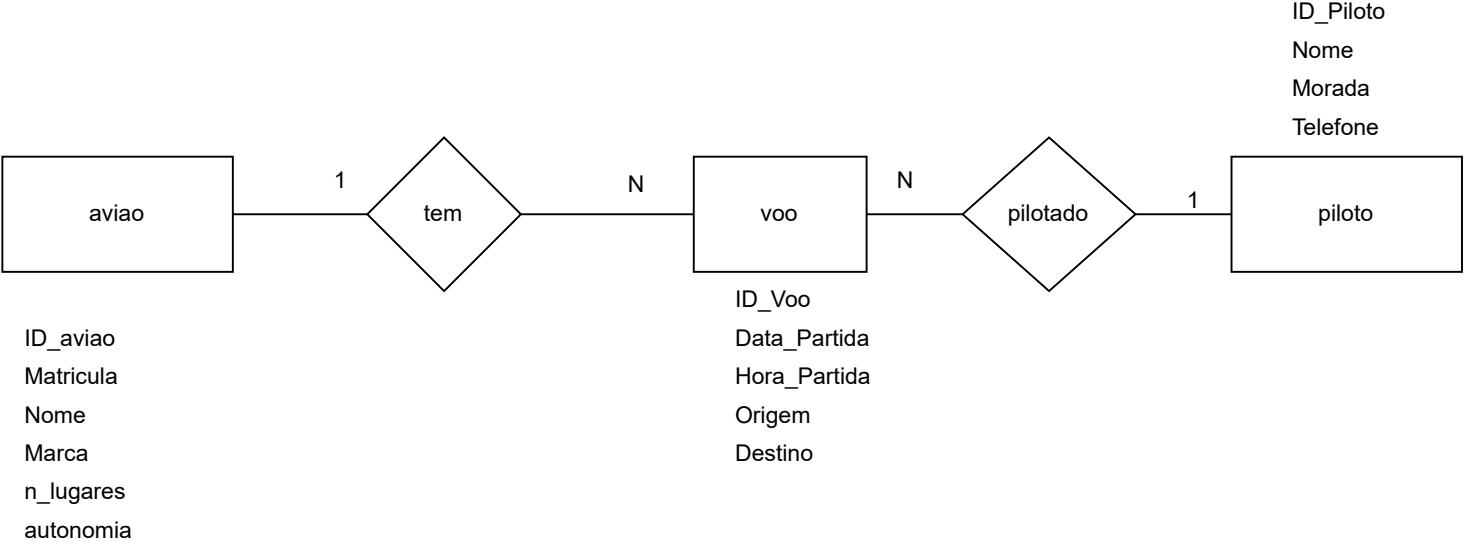 ID_Piloto
Nome
Morada
Telefone
1
N
N
1
aviao
tem
voo
pilotado
piloto
ID_Voo
Data_Partida
Hora_Partida
Origem
Destino
ID_aviao
Matricula
Nome
Marca
n_lugares
autonomia